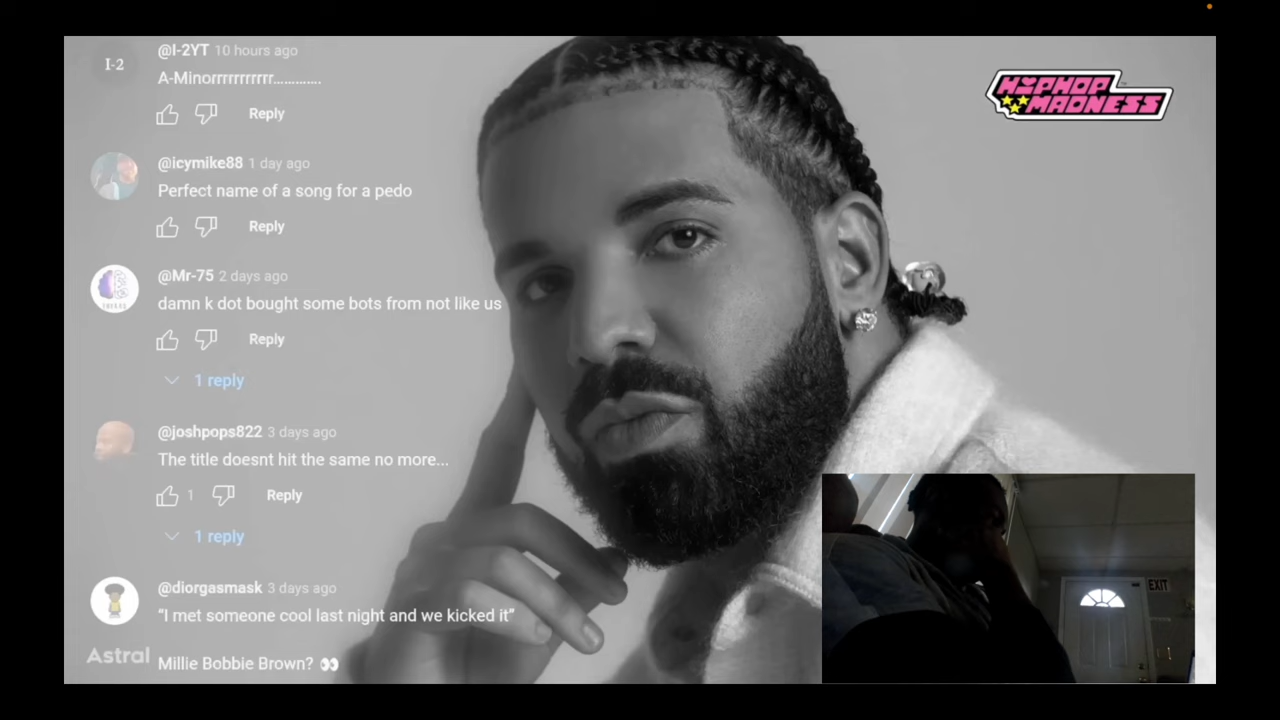 I-2
@I-2YT 10 hours ago
A-Minorrrrrrrrrrr............
Reply
HIPHOP
MADNESS
@icymike88 1 day ago
Perfect name of a song for a pedo
Reply
@Mr-75 2 days ago
damn k dot bought some bots from not like us
Reply
1 reply
@joshpops822 3 days ago
The title doesnt hit the same no more...
1
Reply
1 reply
@diorgasmask 3 days ago
“I met someone cool last night and we kicked it”
Astral
Millie Bobbie Brown? 👀
EXIT